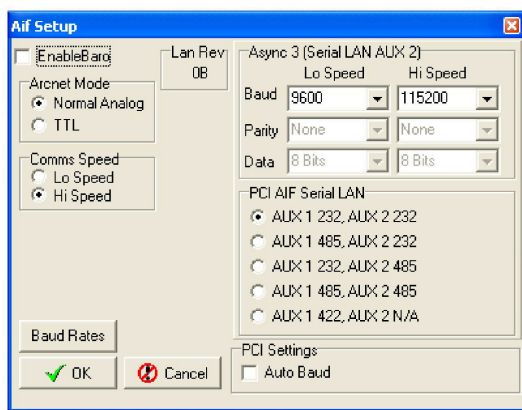 Aif Setup
EnableBaro
Lan Rev
0B
Arcnet Mode
Normal Analog
TTL
Comms Speed
Lo Speed
Hi Speed
Async 3 (Serial LAN AUX 2)
Lo Speed Hi Speed
Baud 9600 115200
Parity None None
Data 8 Bits 8 Bits
PCI AIF Serial LAN
AUX 1 232, AUX 2 232
AUX 1 485, AUX 2 232
AUX 1 232, AUX 2 485
AUX 1 485, AUX 2 485
AUX 1 422, AUX 2 N/A
Baud Rates
OK
Cancel
PCI Settings
Auto Baud